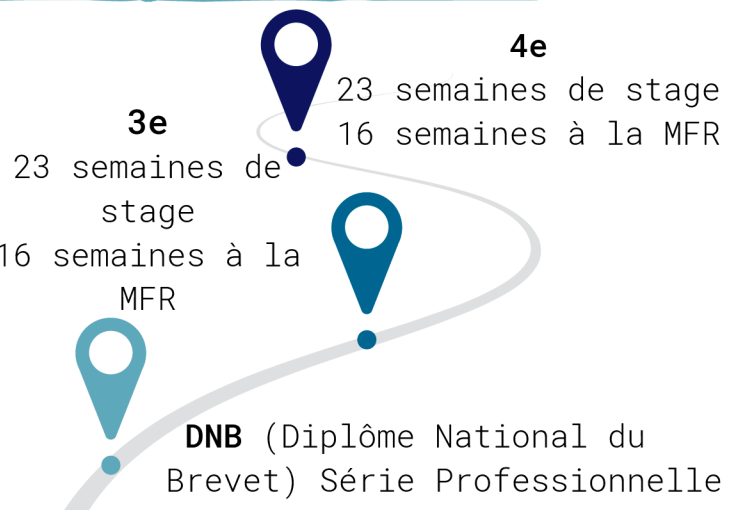 4e
23 semaines de stage
16 semaines à la MFR
3e
23 semaines de
stage
16 semaines à la
MFR
DNB (Diplôme National du
Brevet) Série Professionnelle